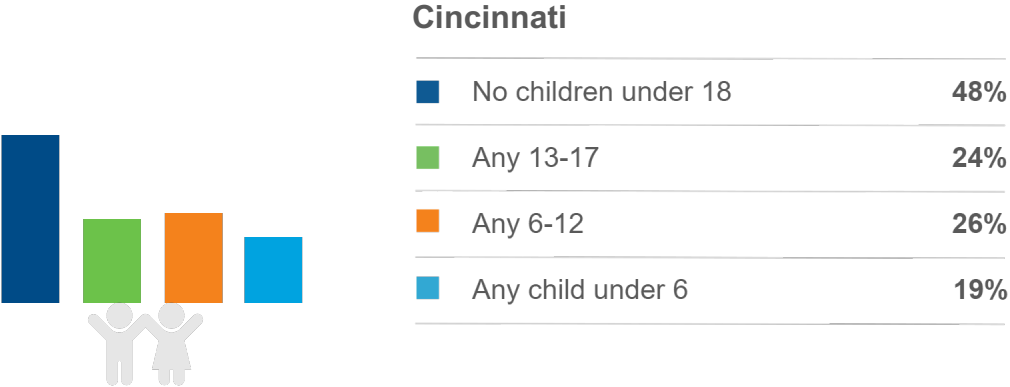 Cincinnati
No children under 18 48%
Any 13-17 24%
Any 6-12 26%
Any child under 6 19%